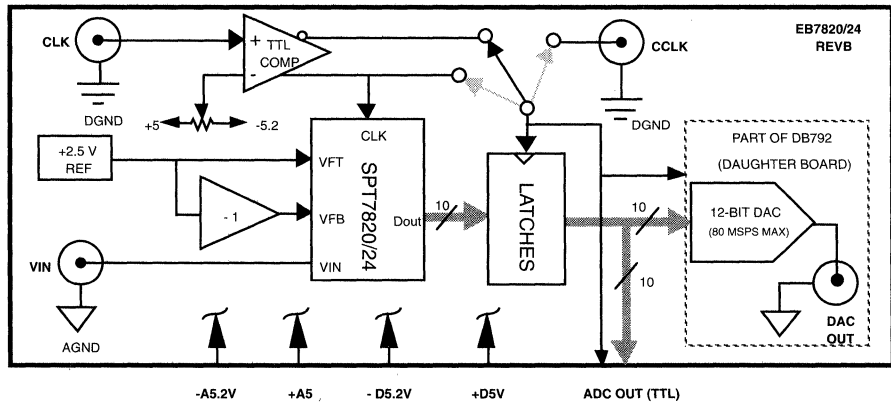 CLK
+
TTL
COMP
-
CCLK
EB7820/24
REVB
DGND
+5
-5.2
DGND
+2.5 V
REF
CLK
VFT
- 1
VFB
VIN
SPT7820/24
Dout
10
LATCHES
10
10
PART OF DB792
(DAUGHTER BOARD)
12-BIT DAC
(80 MSPS MAX)
VIN
AGND
DAC
OUT
-A5.2V
+A5
- D5.2V
+D5V
ADC OUT (TTL)